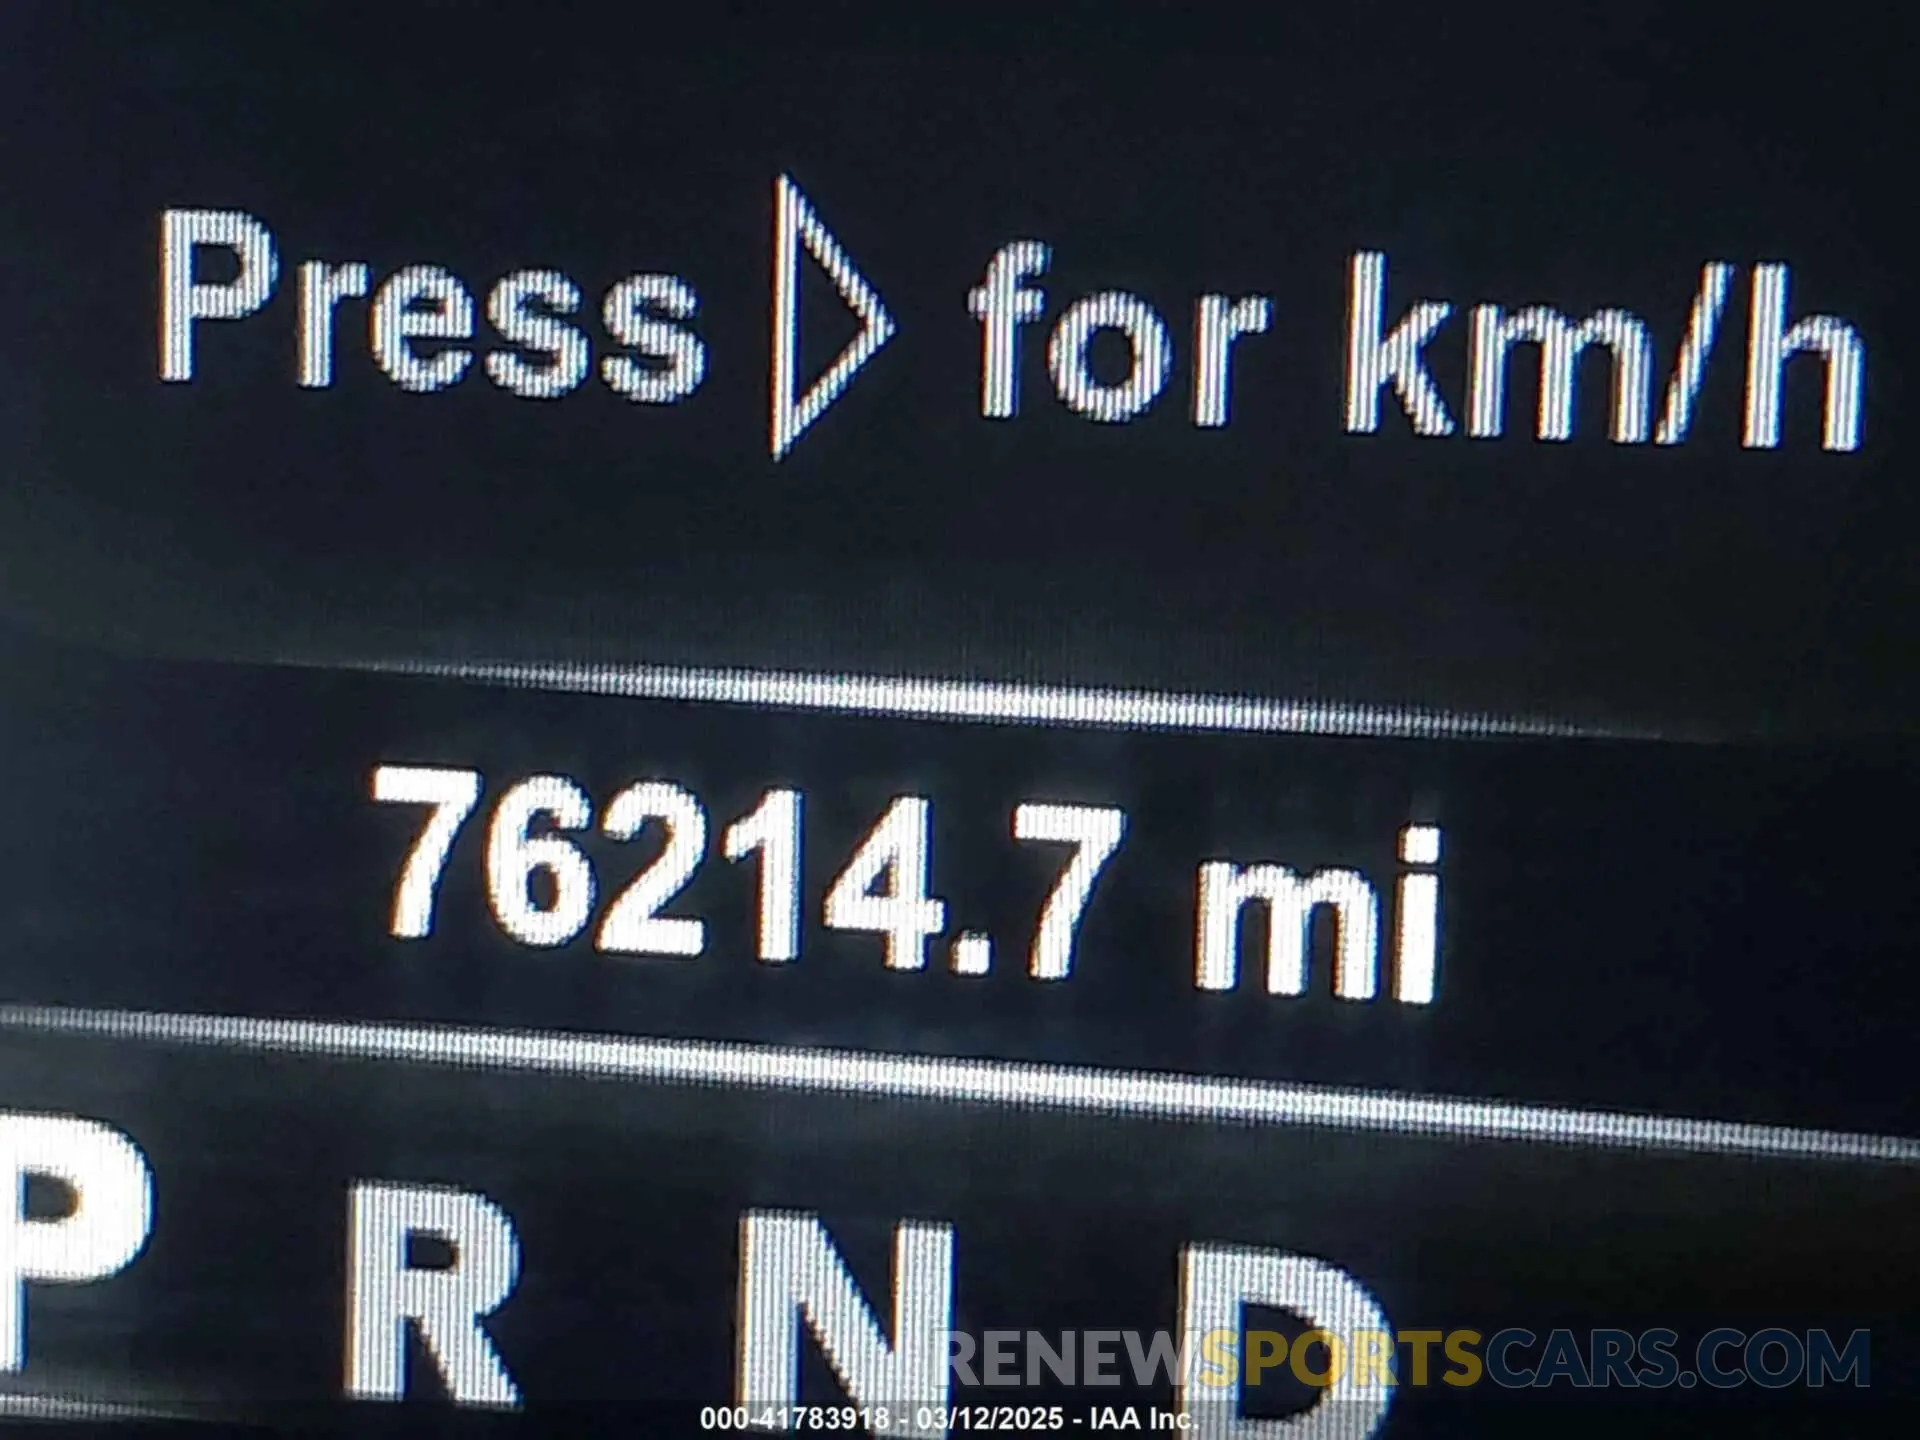 Press ▷ for km/h
76214.7 mi
P R N D
RENEWSPORTSCARS.COM
000-41783918 - 03/12/2025 - IAA Inc.